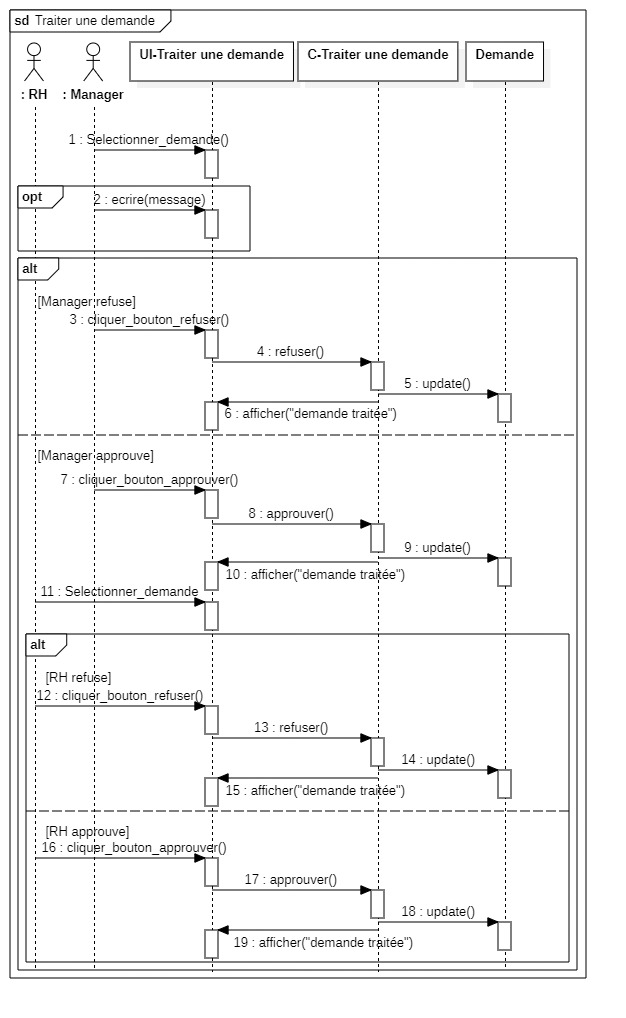 sd Traiter une demande
UI-Traiter une demande
C-Traiter une demande
Demande
: RH
: Manager
1 : Selectionner_demande()
opt
2 : ecrire(message)
alt
[Manager refuse]
3 : cliquer_bouton_refuser()
4 : refuser()
5 : update()
6 : afficher("demande traitée")
[Manager approuve]
7 : cliquer_bouton_approuver()
8 : approuver()
9 : update()
10 : afficher("demande traitée")
11 : Selectionner_demande
alt
[RH refuse]
12 : cliquer_bouton_refuser()
13 : refuser()
14 : update()
15 : afficher("demande traitée")
[RH approuve]
16 : cliquer_bouton_approuver()
17 : approuver()
18 : update()
19 : afficher("demande traitée")